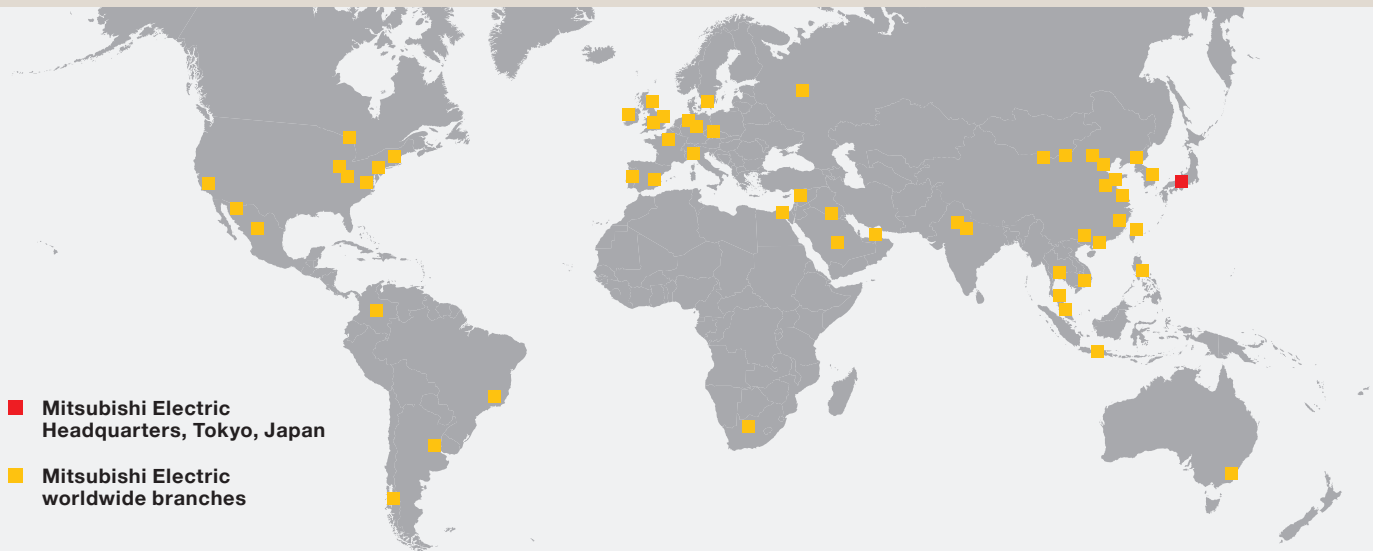 Mitsubishi Electric
Headquarters, Tokyo, Japan
Mitsubishi Electric
worldwide branches